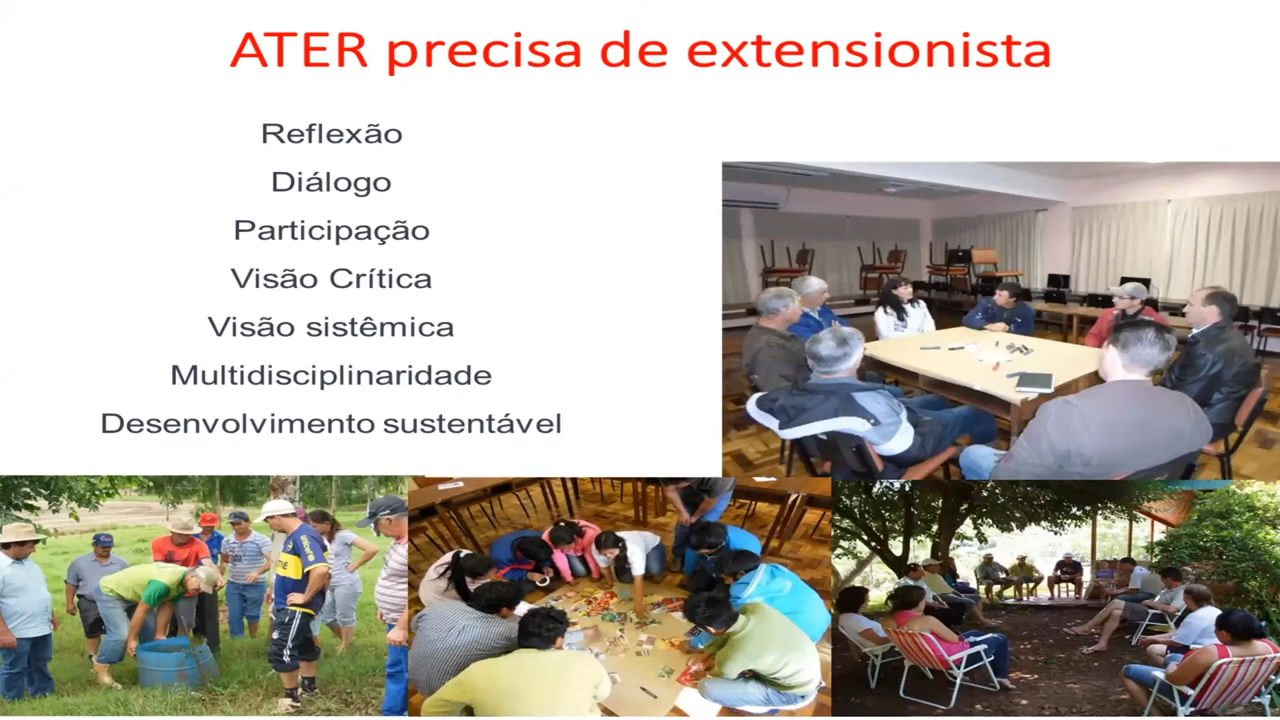 ATER precisa de extensionista
Reflexão
Diálogo
Participação
Visão Crítica
Visão sistêmica
Multidisciplinaridade
Desenvolvimento sustentável